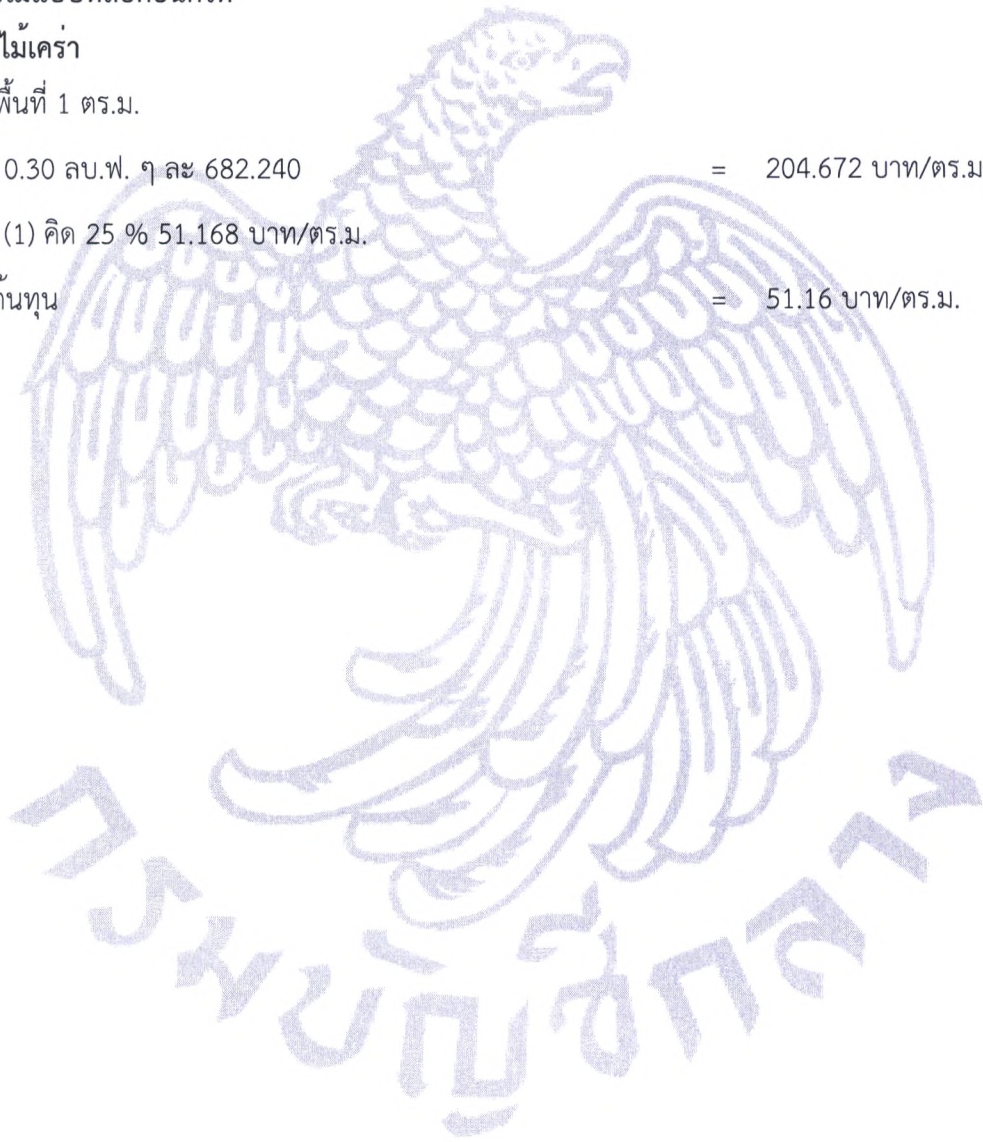 ไม้เคร่า
พื้นที่ 1 ตร.ม.
0.30 ลบ.ฟ. ๆ ละ 682.240 = 204.672 บาท/ตร.ม
(1) คิด 25 % 51.168 บาท/ตร.ม.
ต้นทุน = 51.16 บาท/ตร.ม.
กรมบัญชีกลาง